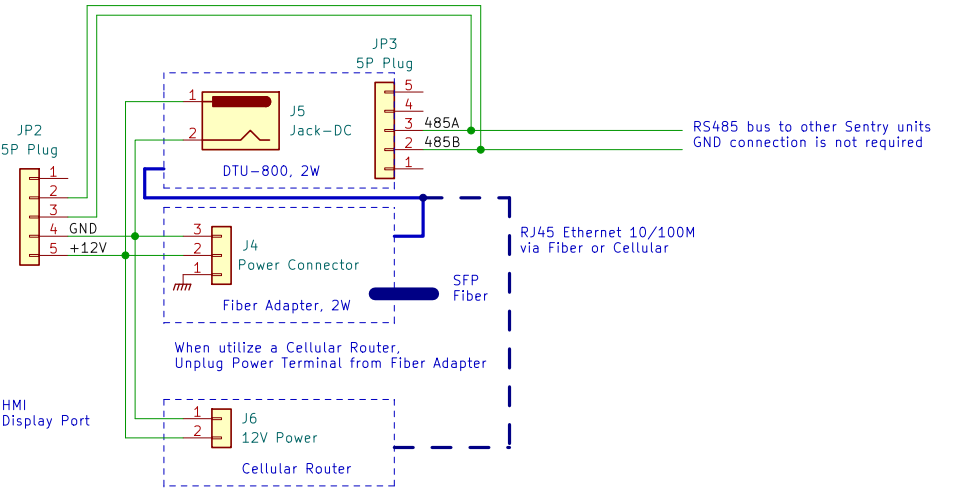 JP3
5P Plug
1
J5
Jack-DC
2
5
4
3
485A
2
485B
1
RS485 bus to other Sentry units
GND connection is not required
JP2
5P Plug
DTU-800, 2W
1
2
3
4
GND
5
+12V
3
J4
2
Power Connector
1
RJ45 Ethernet 10/100M
via Fiber or Cellular
SFP
Fiber
Fiber Adapter, 2W
When utilize a Cellular Router,
Unplug Power Terminal from Fiber Adapter
HMI
Display Port
1
J6
2
12V Power
Cellular Router